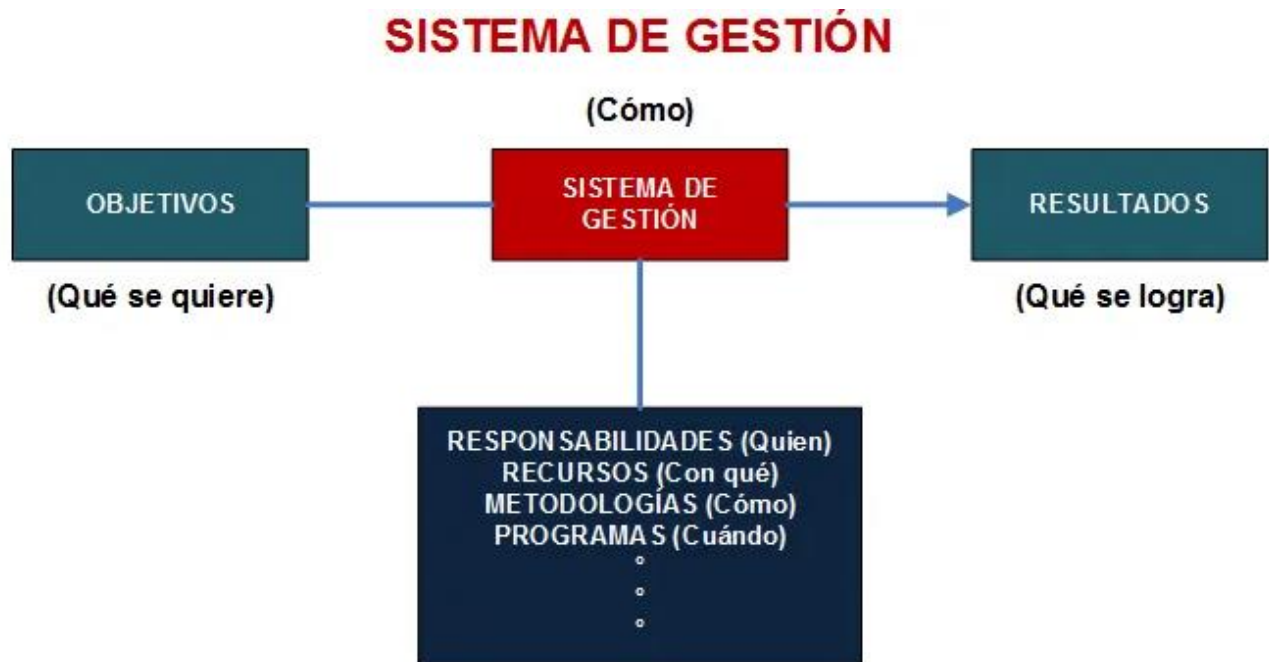 SISTEMA DE GESTIÓN
(Cómo)
OBJETIVOS
SISTEMA DE
GESTIÓN
RESULTADOS
(Qué se quiere)
(Qué se logra)
RESPONSABILIDADES (Quien)
RECURSOS (Con qué)
METODOLOGÍAS (Cómo)
PROGRAMAS (Cuándo)